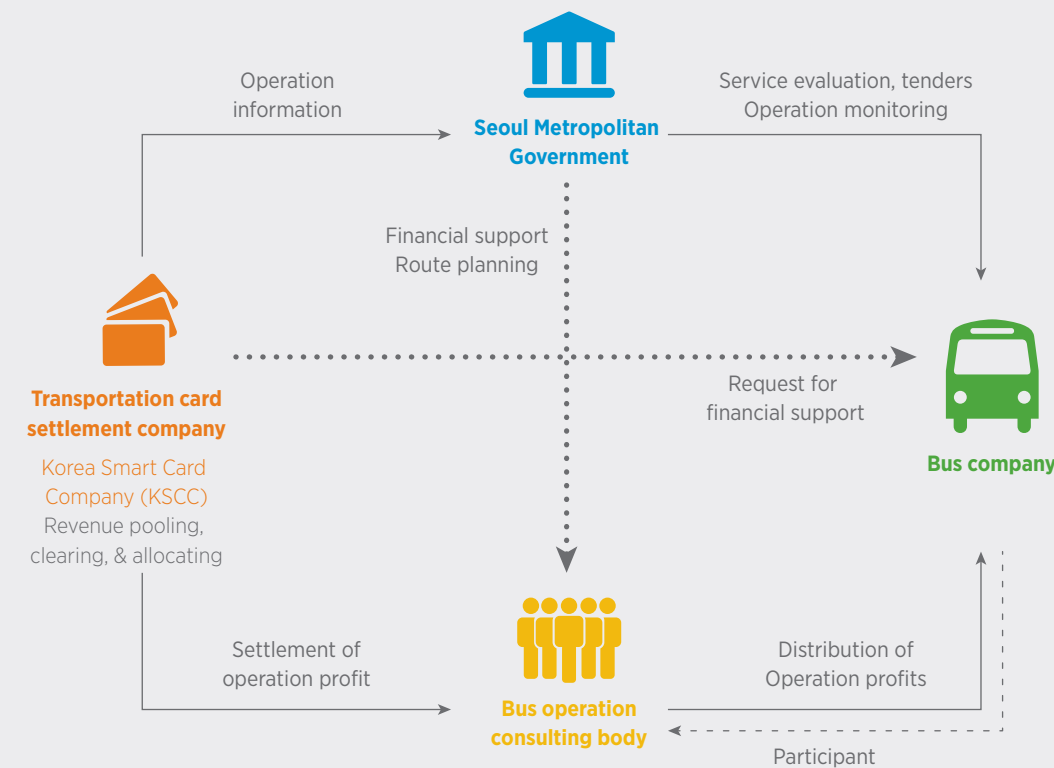 Operation
information
Service evaluation, tenders
Operation monitoring
Seoul Metropolitan
Government
Financial support
Route planning
Request for
financial support
Transportation card
settlement company
Korea Smart Card
Company (KSCC)
Revenue pooling,
clearing, & allocating
Bus company
Settlement of
operation profit
Distribution of
Operation profits
Bus operation
consulting body
Participant